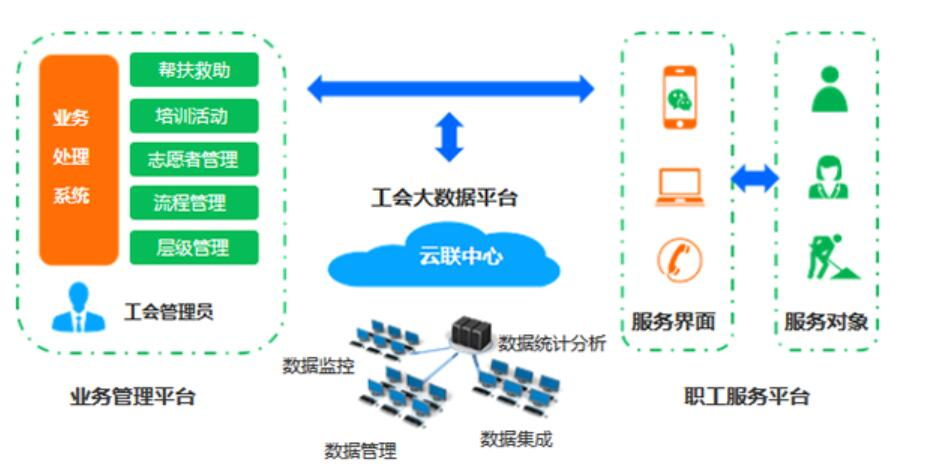 业务
处理
系统
帮扶救助
培训活动
志愿者管理
流程管理
层级管理
工会管理员
业务管理平台
工会大数据平台
云联中心
数据监控
数据统计分析
数据管理
数据集成
服务界面
服务对象
职工服务平台